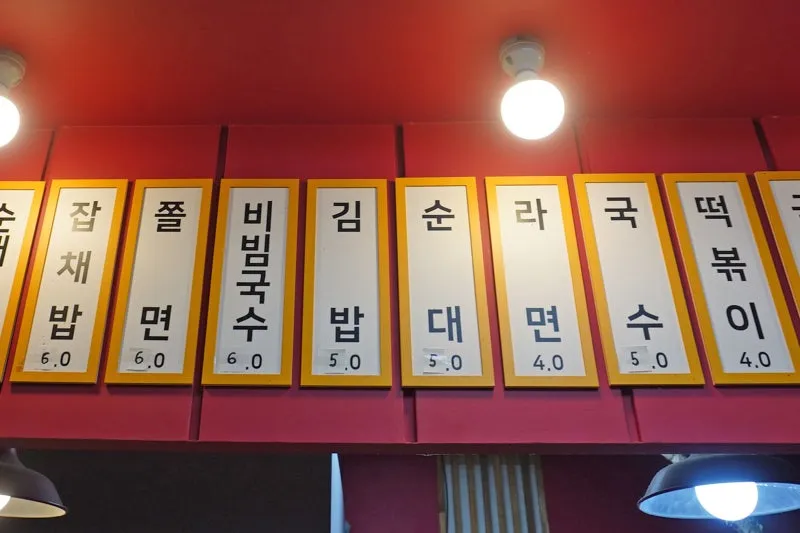 잡채밥 6.0
쫄면 6.0
비빔국수 6.0
김밥 5.0
순대 5.0
라면 4.0
국수 5.0
떡볶이 4.0